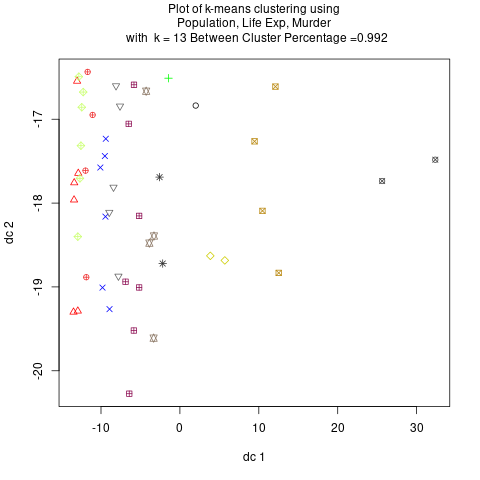 Plot of k-means clustering using
Population, Life Exp, Murder
with k = 13 Between Cluster Percentage =0.992
-17
-18
-19
-20
dc 2
-10
0
10
20
30
dc 1